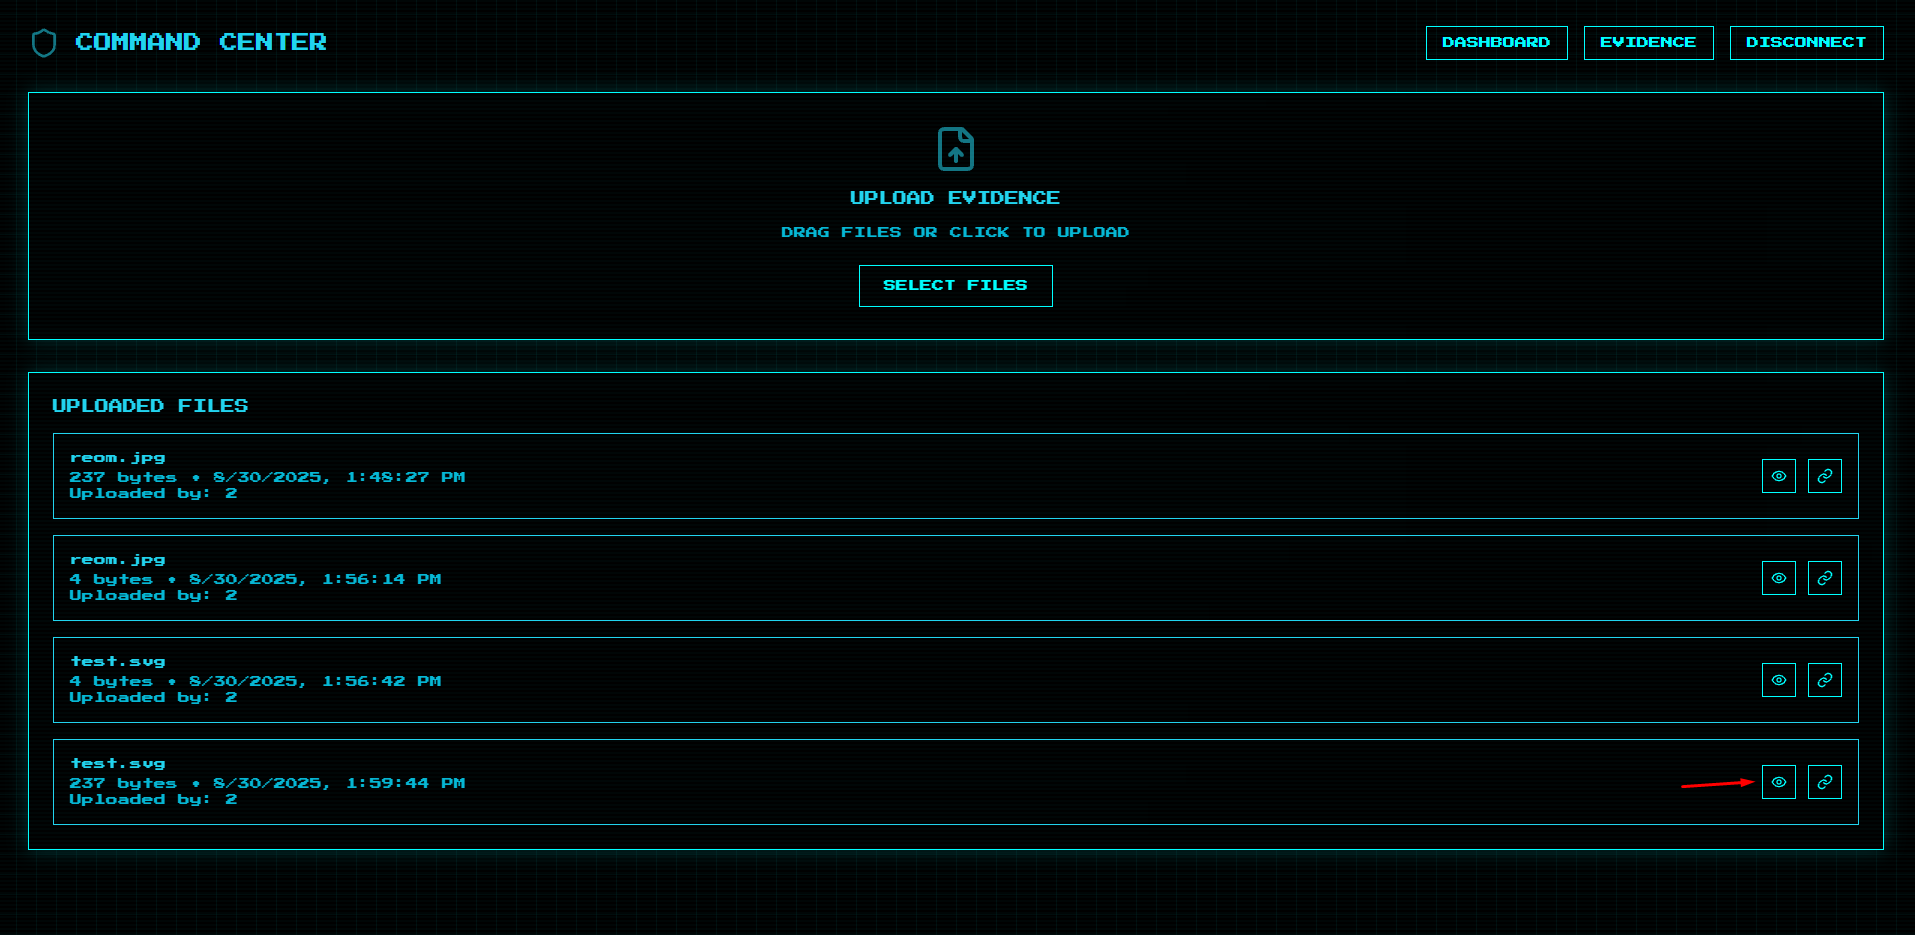 COMMAND CENTER
DASHBOARD
EVIDENCE
DISCONNECT
UPLOAD EVIDENCE
DRAG FILES OR CLICK TO UPLOAD
SELECT FILES
UPLOADED FILES
reom.jpg
237 bytes • 8/30/2025, 1:48:27 PM
Uploaded by: 2
reom.jpg
4 bytes • 8/30/2025, 1:56:14 PM
Uploaded by: 2
test.svg
4 bytes • 8/30/2025, 1:56:42 PM
Uploaded by: 2
test.svg
237 bytes • 8/30/2025, 1:59:44 PM
Uploaded by: 2